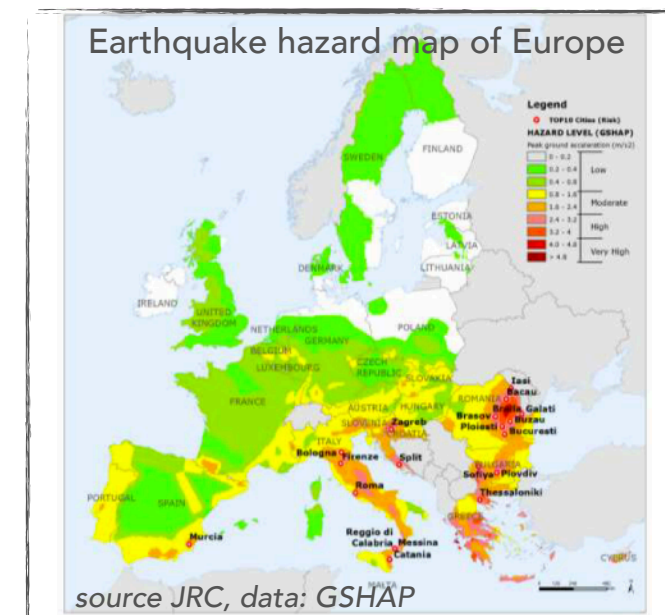 Earthquake hazard map of Europe
Legend
TOP10 Cities (Risk)
HAZARD LEVEL (GSHAP)
Peak ground acceleration (m/s2)
0 - 0.2
0.2 - 0.4
Low
0.4 - 0.8
0.8 - 1.6
Moderate
1.6 - 2.4
2.4 - 3.2
High
3.2 - 4
4.0 - 4.8
Very High
> 4.8
FINLAND
SWEDEN
ESTONIA
LATVIA
DENMARK
LITHUANIA
IRELAND
UNITED
KINGDOM
NETHERLANDS
POLAND
GERMANY
BELGIUM
LUXEMBOURG
CZECH
REPUBLIC
SLOVAKIA
FRANCE
AUSTRIA
HUNGARY
ROMANIA
Iasi
Bacau
Braila Galati
Brasov
Buzau
Ploiesti
Bucuresti
SLOVENIA
Zagreb
CROATIA
ITALY
Bologna
Firenze
Split
BULGARIA
Sofiya
Plovdiv
Roma
Thessaloniki
PORTUGAL
SPAIN
Murcia
GREECE
Reggio di
Calabria
Messina
Catania
CYPRUS
MALTA
source JRC, data: GSHAP